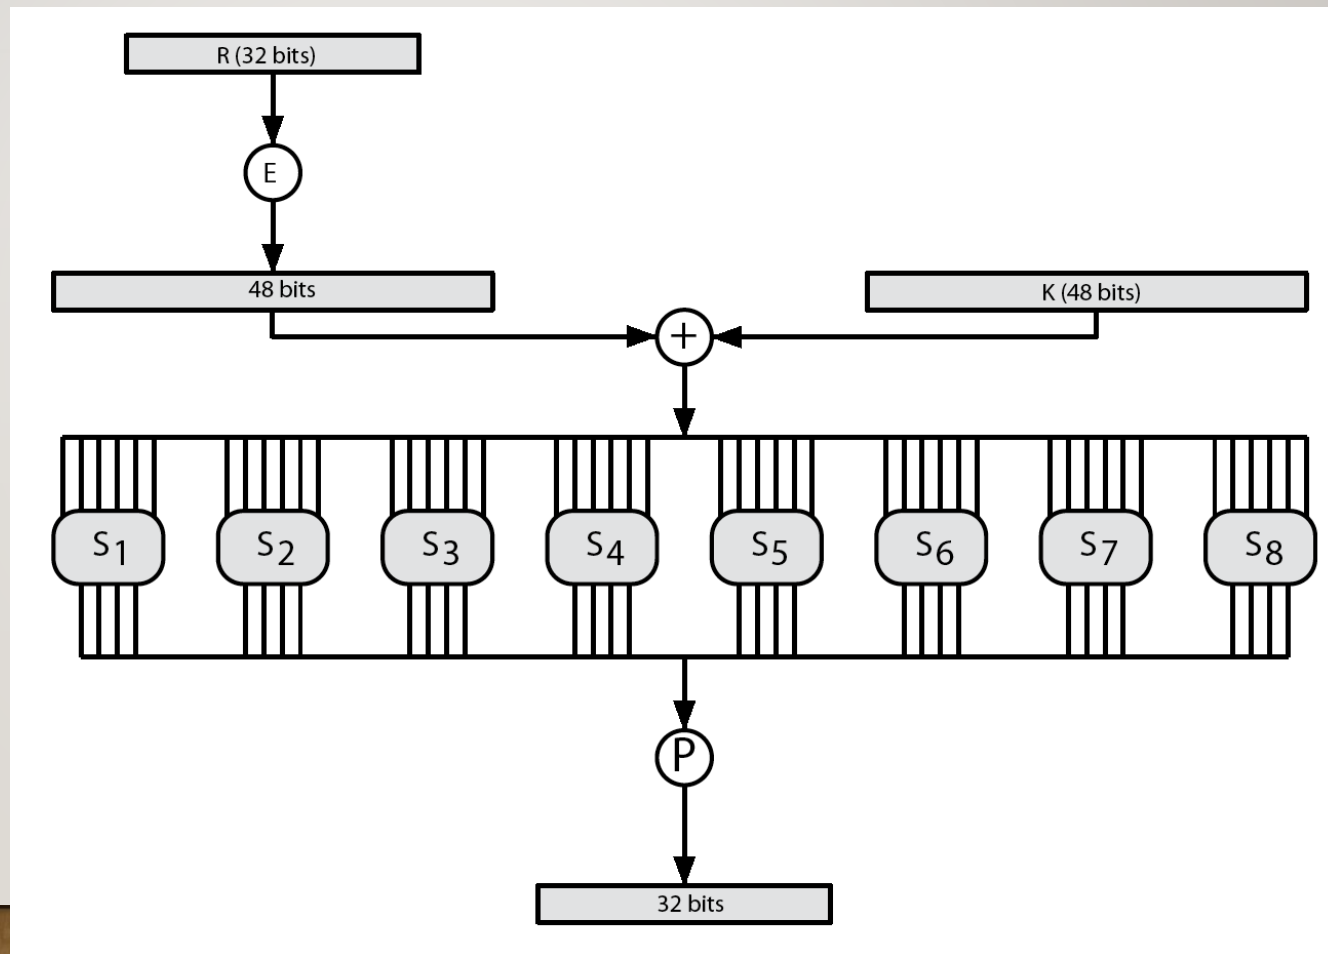 R (32 bits)
E
48 bits
K (48 bits)
+
S1 S2 S3 S4 S5 S6 S7 S8
P
32 bits